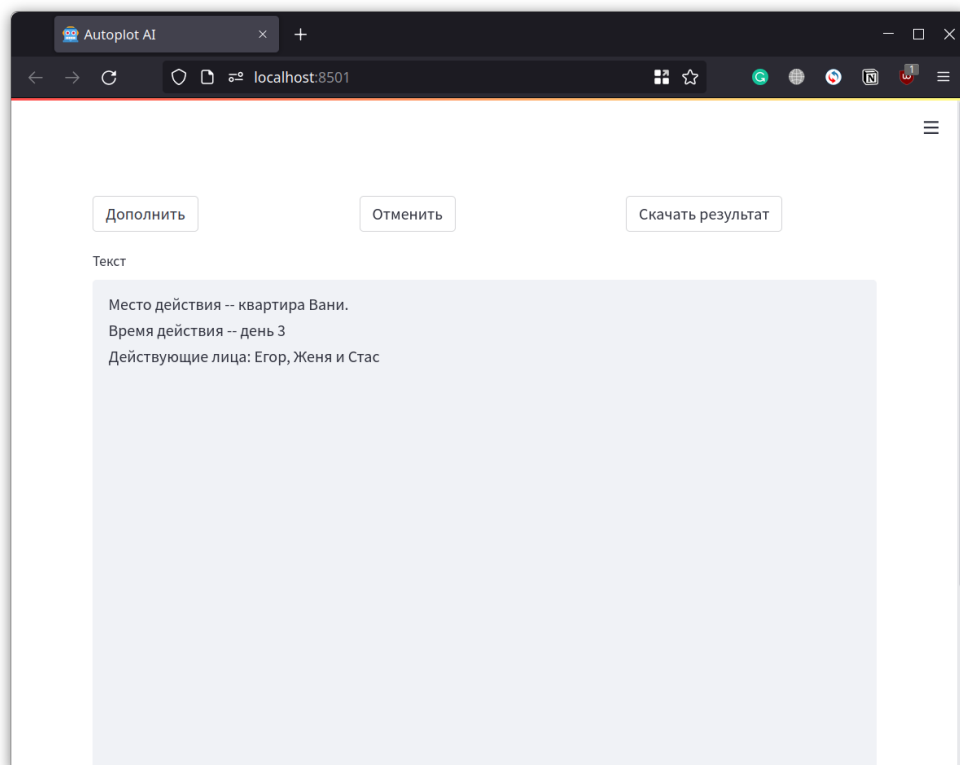 Autoplot AI
localhost:8501
1
Дополнить
Отменить
Скачать результат
Текст
Место действия -- квартира Вани.
Время действия -- день 3
Действующие лица: Егор, Женя и Стас